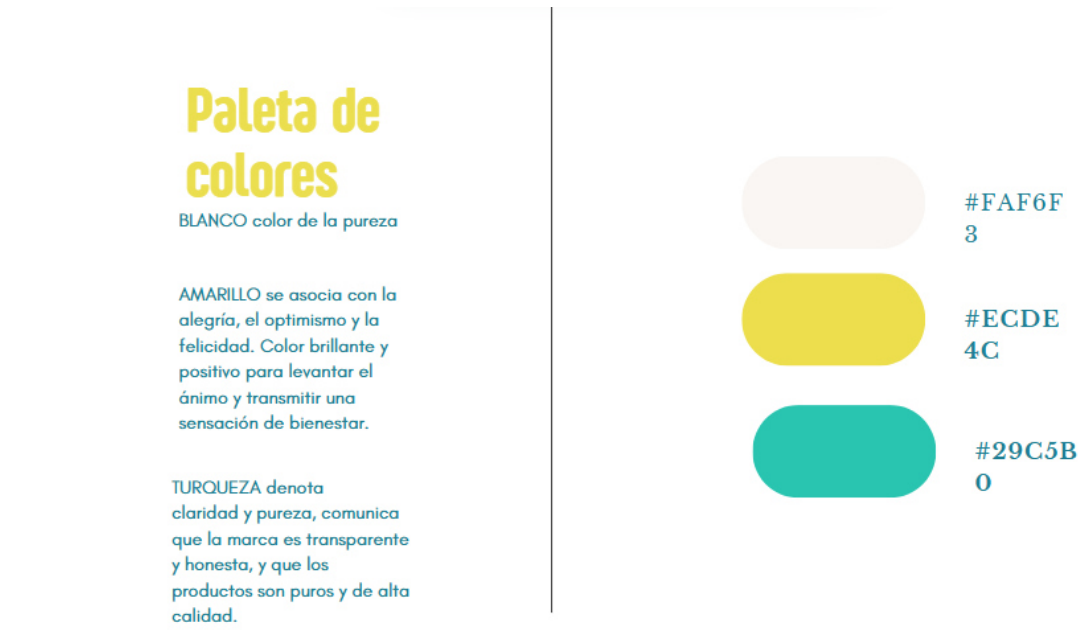 Paleta de
colores
BLANCO color de la pureza
AMARILLO se asocia con la
alegría, el optimismo y la
felicidad. Color brillante y
positivo para levantar el
ánimo y transmitir una
sensación de bienestar.
TURQUEZA denota
claridad y pureza, comunica
que la marca es transparente
y honesta, y que los
productos son puros y de alta
calidad.
#FAF6F
3
#ECDE
4C
#29C5B
0